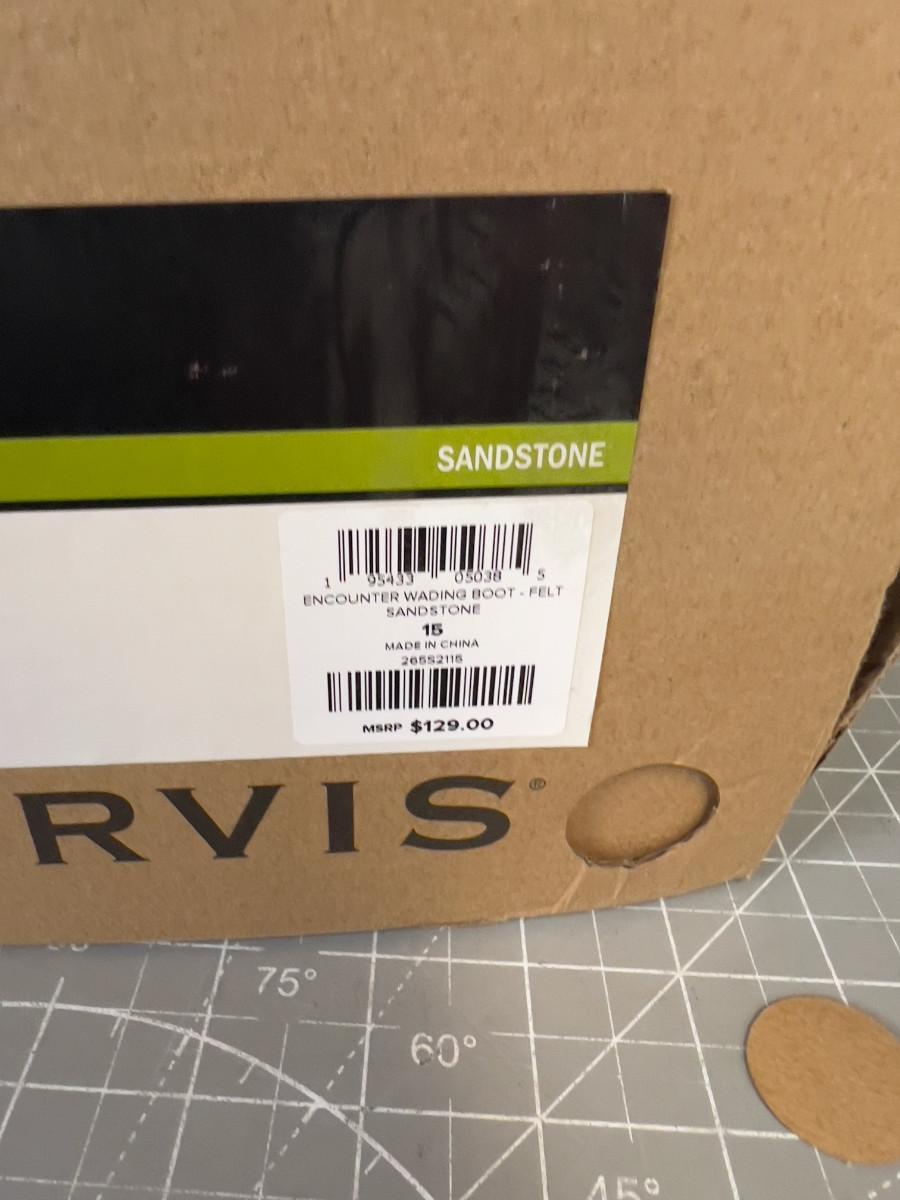 SANDSTONE
1 95433 05038 5
ENCOUNTER WADING BOOT - FELT
SANDSTONE
15
MADE IN CHINA
265S2115
MSRP $129.00
RVIS®
75°
60°
45°